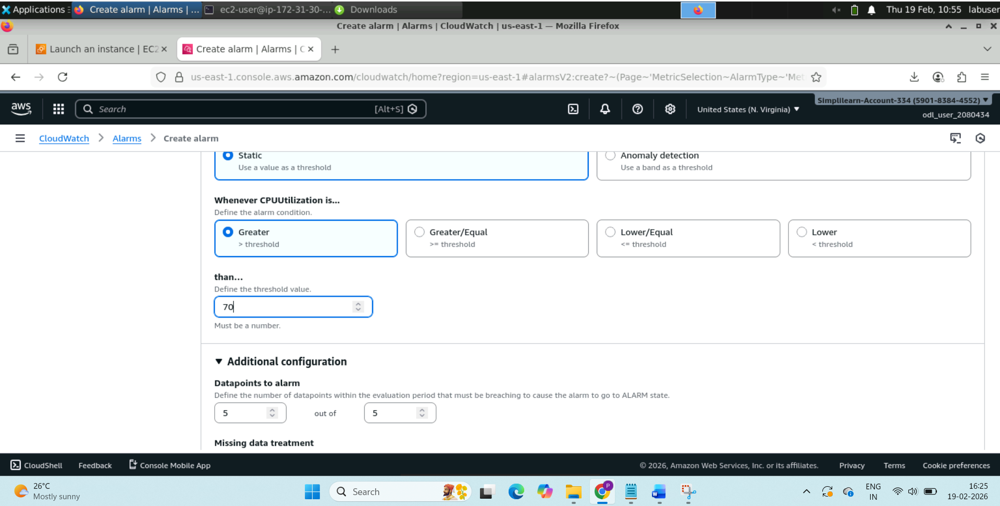 Applications
Create alarm | Alarms | ...
ec2-user@ip-172-31-30-...
Downloads
Thu 19 Feb, 10:55
labuser
Create alarm | Alarms | CloudWatch | us-east-1 — Mozilla Firefox
Launch an instance | EC2
Create alarm | Alarms | C
us-east-1.console.aws.amazon.com/cloudwatch/home?region=us-east-1#alarmsV2:create?~(Page~'MetricSelection~AlarmType~'Met
aws
Search
[Alt+S]
United States (N. Virginia)
Simplilearn-Account-334 (5901-8384-4552)
odl_user_2080434
CloudWatch
Alarms
Create alarm
Static
Use a value as a threshold
Anomaly detection
Use a band as a threshold
Whenever CPUUtilization is...
Define the alarm condition.
Greater
> threshold
Greater/Equal
>= threshold
Lower/Equal
<= threshold
Lower
< threshold
than...
Define the threshold value.
70
Must be a number.
Additional configuration
Datapoints to alarm
Define the number of datapoints within the evaluation period that must be breaching to cause the alarm to go to ALARM state.
5 out of 5
Missing data treatment
CloudShell
Feedback
Console Mobile App
© 2026, Amazon Web Services, Inc. or its affiliates.
Privacy
Terms
Cookie preferences
26°C
Mostly sunny
Search
P
ENG
IN
16:25
19-02-2026